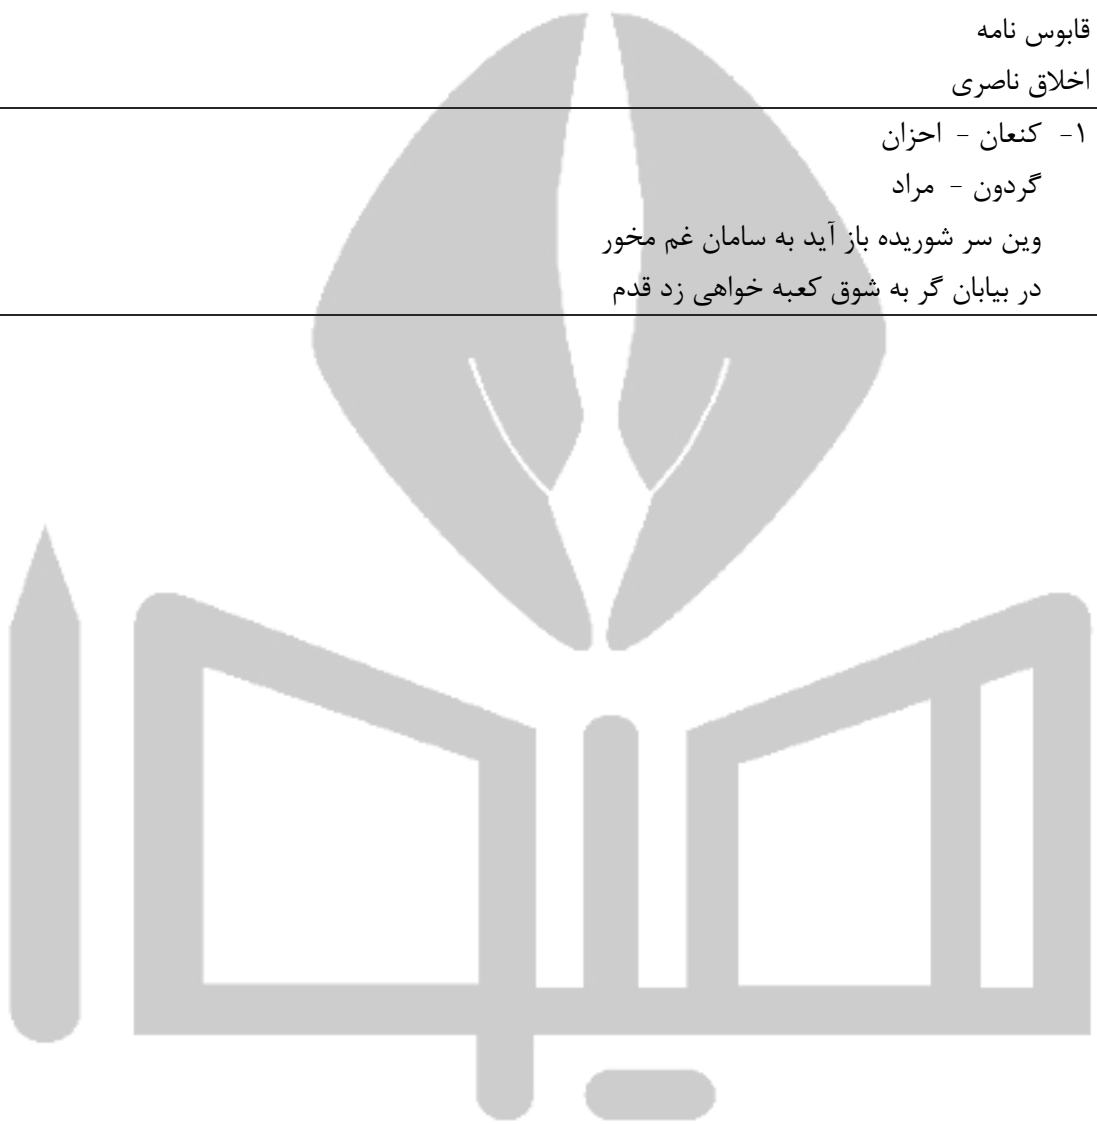 قابوس نامه
اخلاق ناصری
۱- کنعان - احزان
گردون - مراد
وین سر شوریده باز آید به سامان غم مخور
در بیابان گر به شوق کعبه خواهی زد قدم